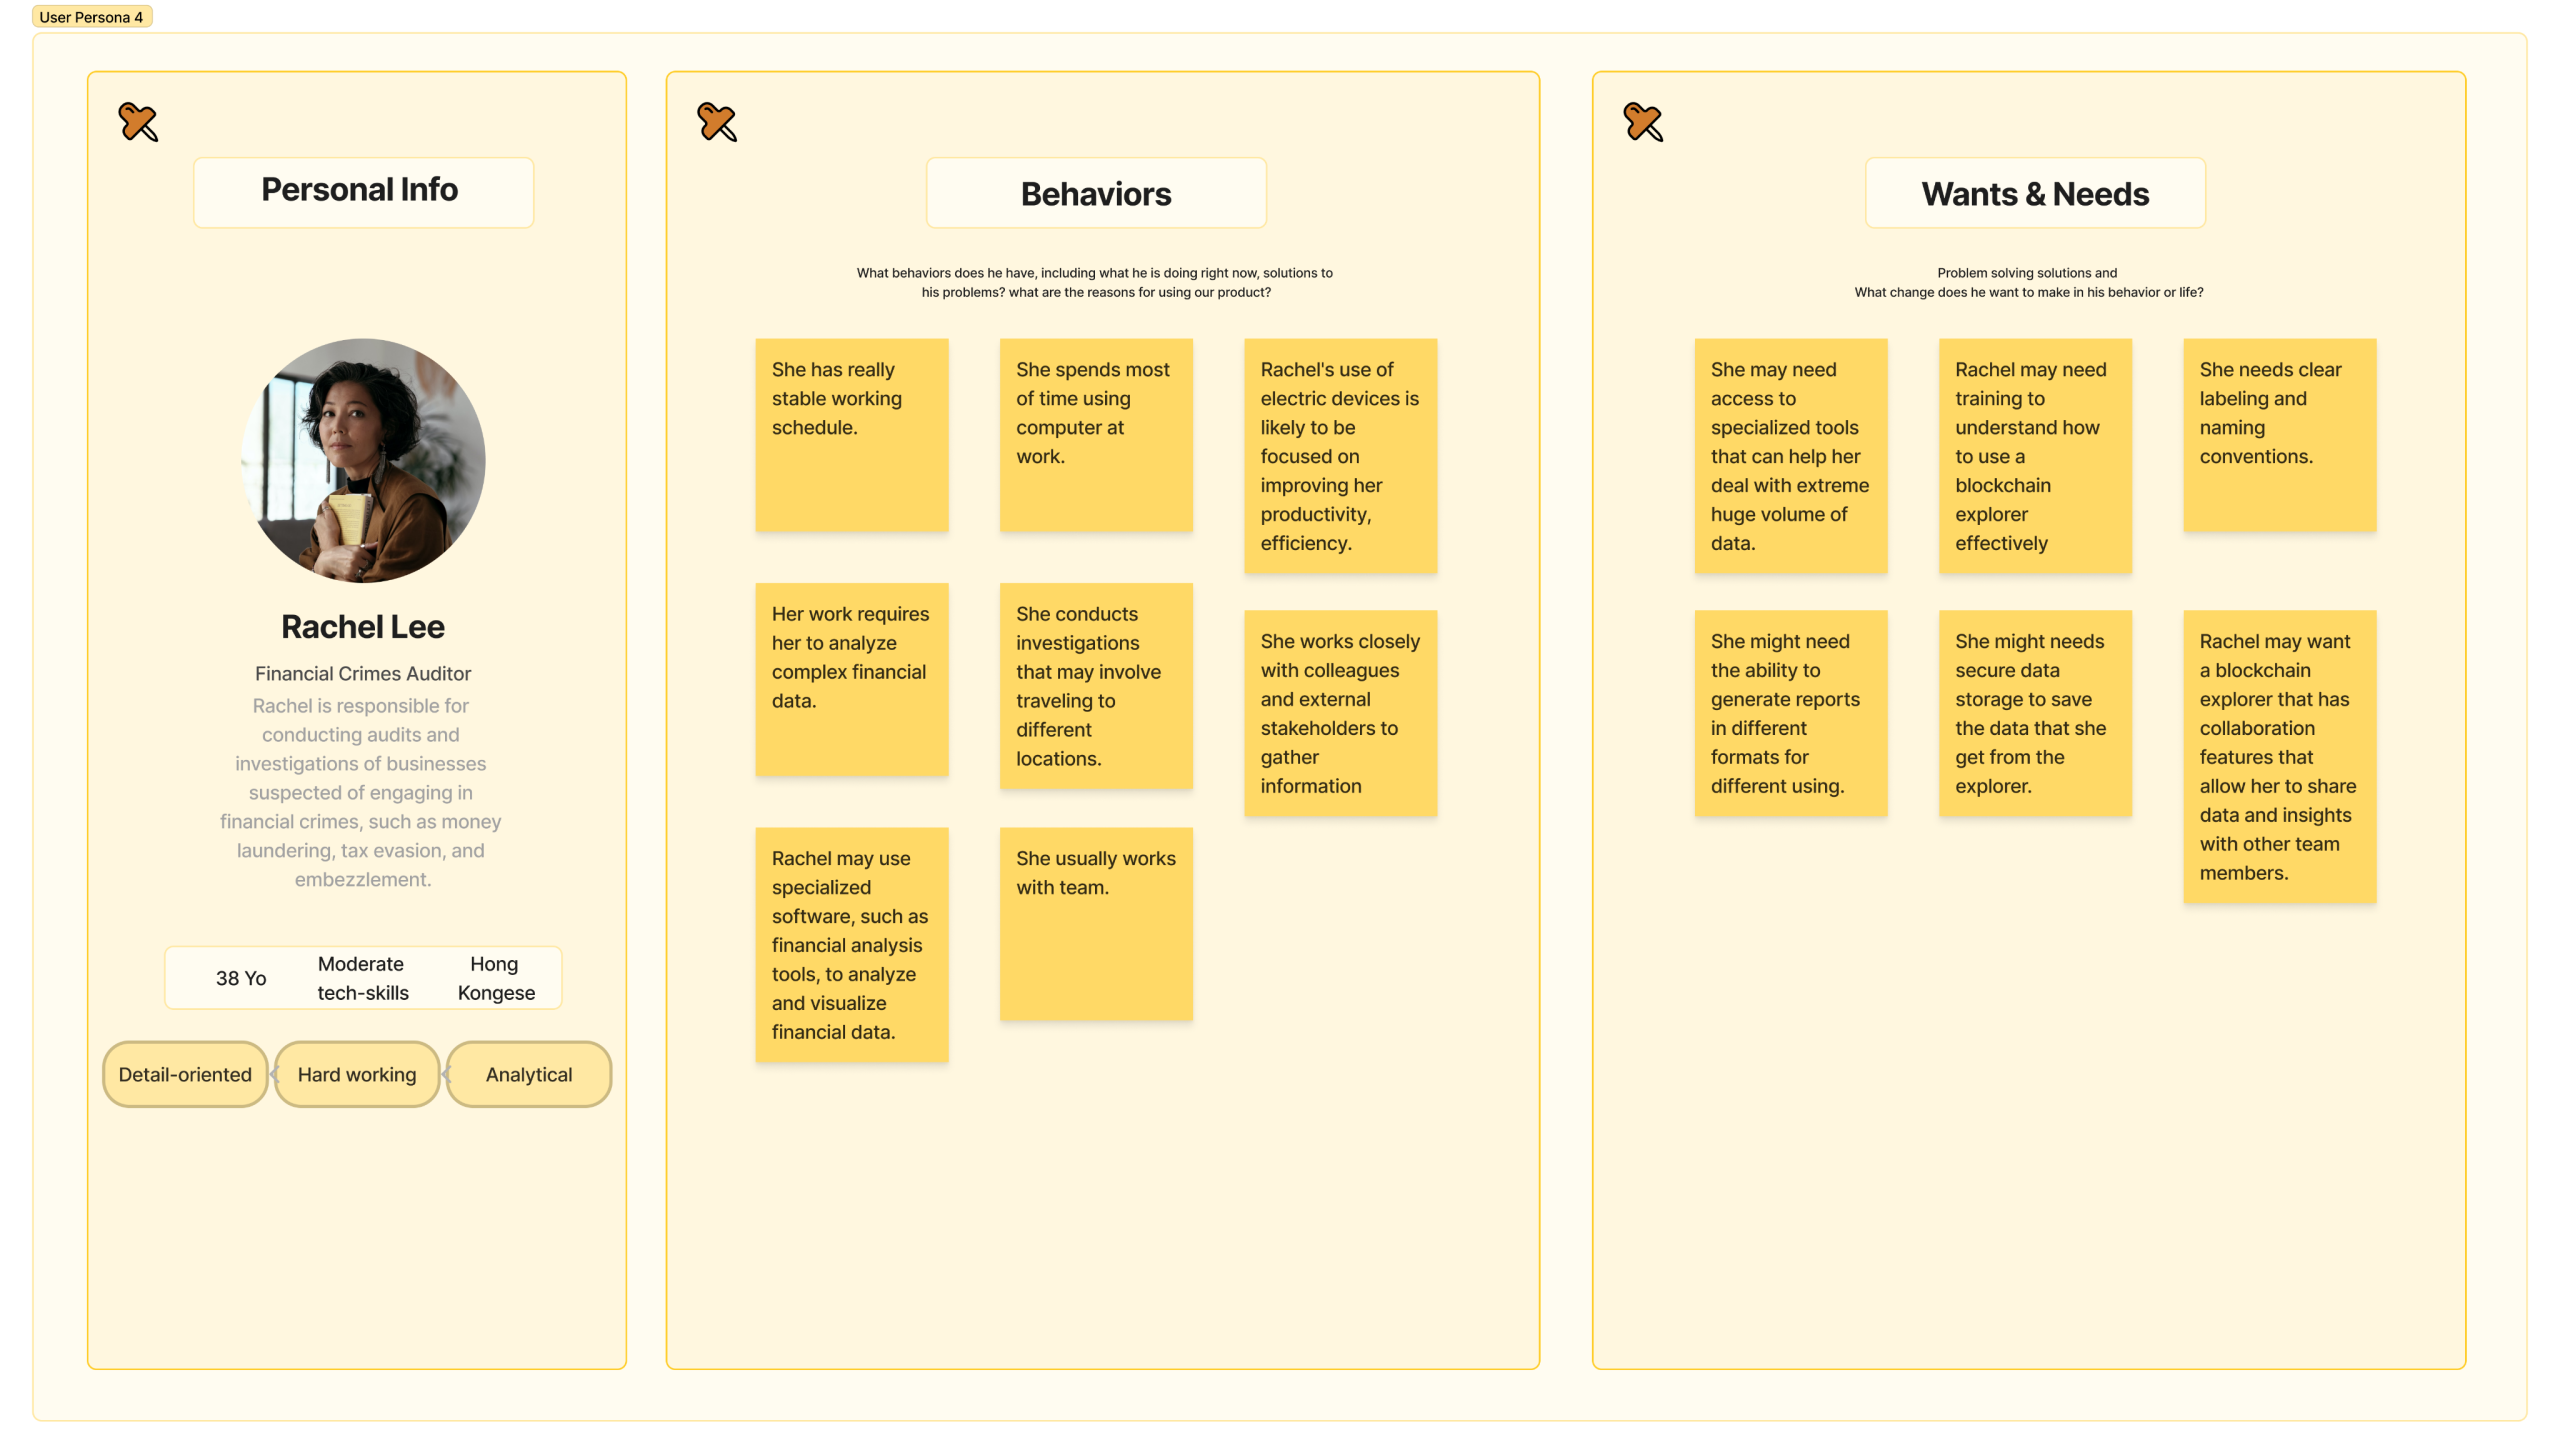 User Persona 4
Personal Info
Rachel Lee
Financial Crimes Auditor
Rachel is responsible for
conducting audits and
investigations of businesses
suspected of engaging in
financial crimes, such as money
laundering, tax evasion, and
embezzlement.
38 Yo
Moderate
tech-skills
Hong
Kongese
Detail-oriented
Hard working
Analytical
Behaviors
What behaviors does he have, including what he is doing right now, solutions to
his problems? what are the reasons for using our product?
She has really
stable working
schedule.
She spends most
of time using
computer at
work.
Rachel's use of
electric devices is
likely to be
focused on
improving her
productivity,
efficiency.
Her work requires
her to analyze
complex financial
data.
She conducts
investigations
that may involve
traveling to
different
locations.
She works closely
with colleagues
and external
stakeholders to
gather
information
Rachel may use
specialized
software, such as
financial analysis
tools, to analyze
and visualize
financial data.
She usually works
with team.
Wants & Needs
Problem solving solutions and
What change does he want to make in his behavior or life?
She may need
access to
specialized tools
that can help her
deal with extreme
huge volume of
data.
Rachel may need
training to
understand how
to use a
blockchain
explorer
effectively
She needs clear
labeling and
naming
conventions.
She might need
the ability to
generate reports
in different
formats for
different using.
She might needs
secure data
storage to save
the data that she
get from the
explorer.
Rachel may want
a blockchain
explorer that has
collaboration
features that
allow her to share
data and insights
with other team
members.